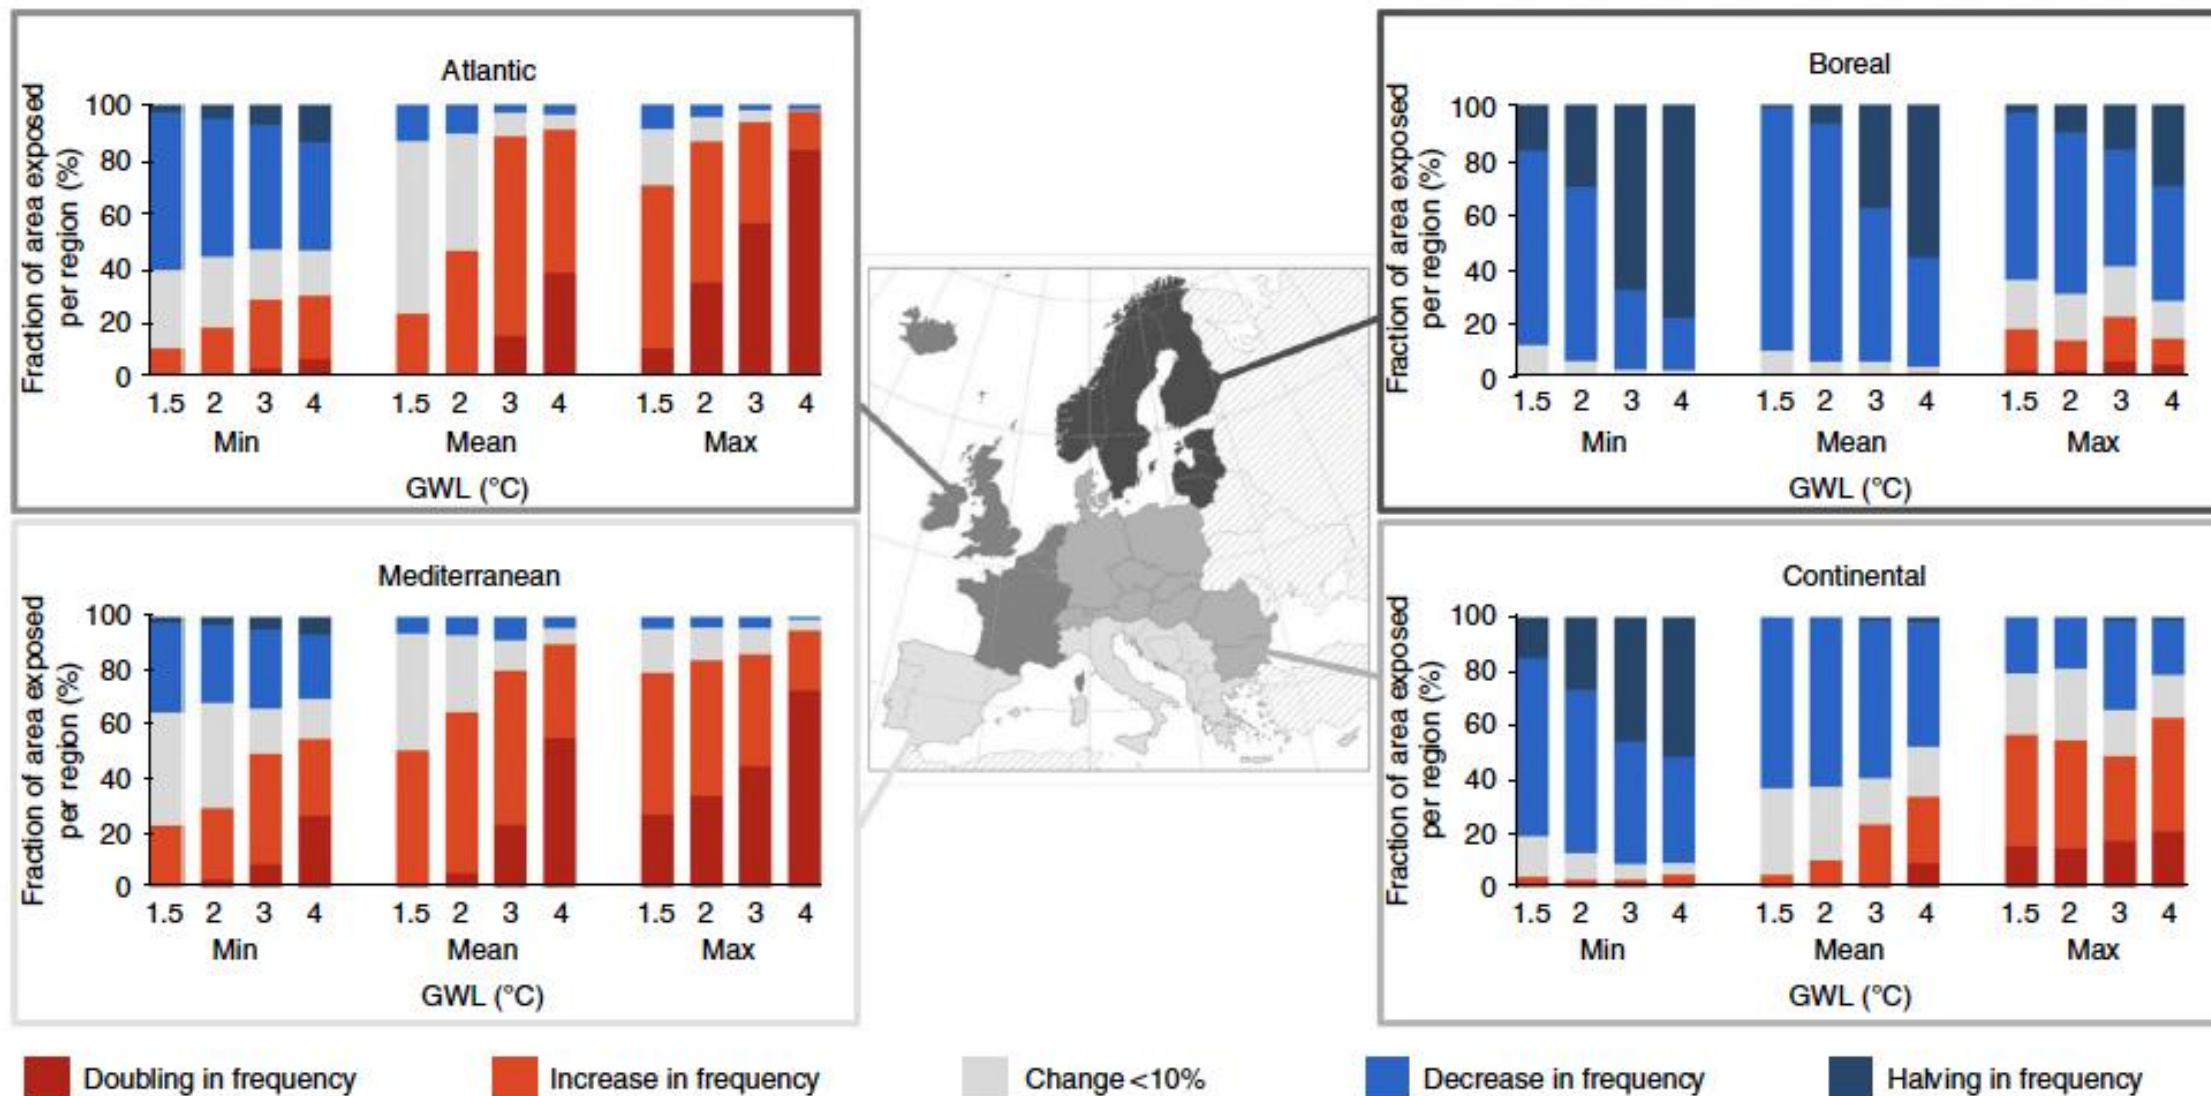 Atlantic
Fraction of area exposed
per region (%)
100
80
60
40
20
0
1.5 2 3 4 1.5 2 3 4 1.5 2 3 4
Min Mean Max
GWL (°C)
Boreal
Fraction of area exposed
per region (%)
100
80
60
40
20
0
1.5 2 3 4 1.5 2 3 4 1.5 2 3 4
Min Mean Max
GWL (°C)
Mediterranean
Fraction of area exposed
per region (%)
100
80
60
40
20
0
1.5 2 3 4 1.5 2 3 4 1.5 2 3 4
Min Mean Max
GWL (°C)
Continental
Fraction of area exposed
per region (%)
100
80
60
40
20
0
1.5 2 3 4 1.5 2 3 4 1.5 2 3 4
Min Mean Max
GWL (°C)
Doubling in frequency Increase in frequency Change <10% Decrease in frequency Halving in frequency